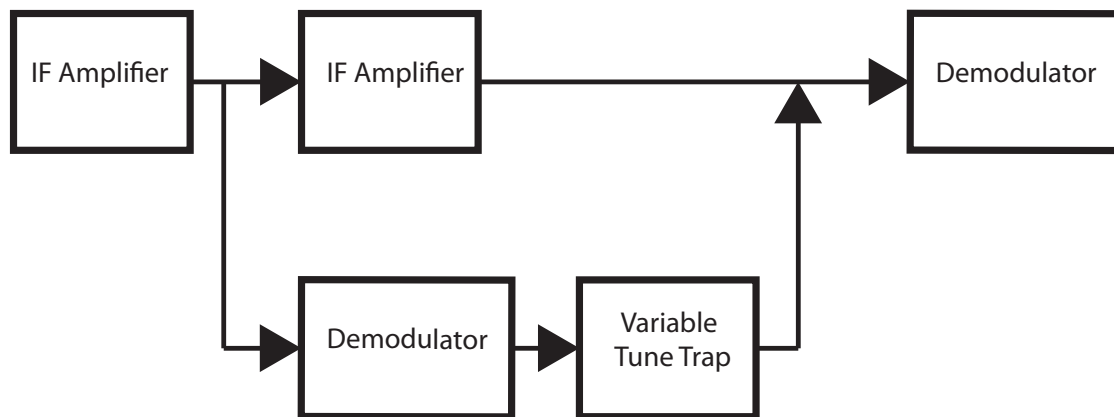 IF Amplifier
IF Amplifier
Demodulator
Demodulator
Variable
Tune Trap